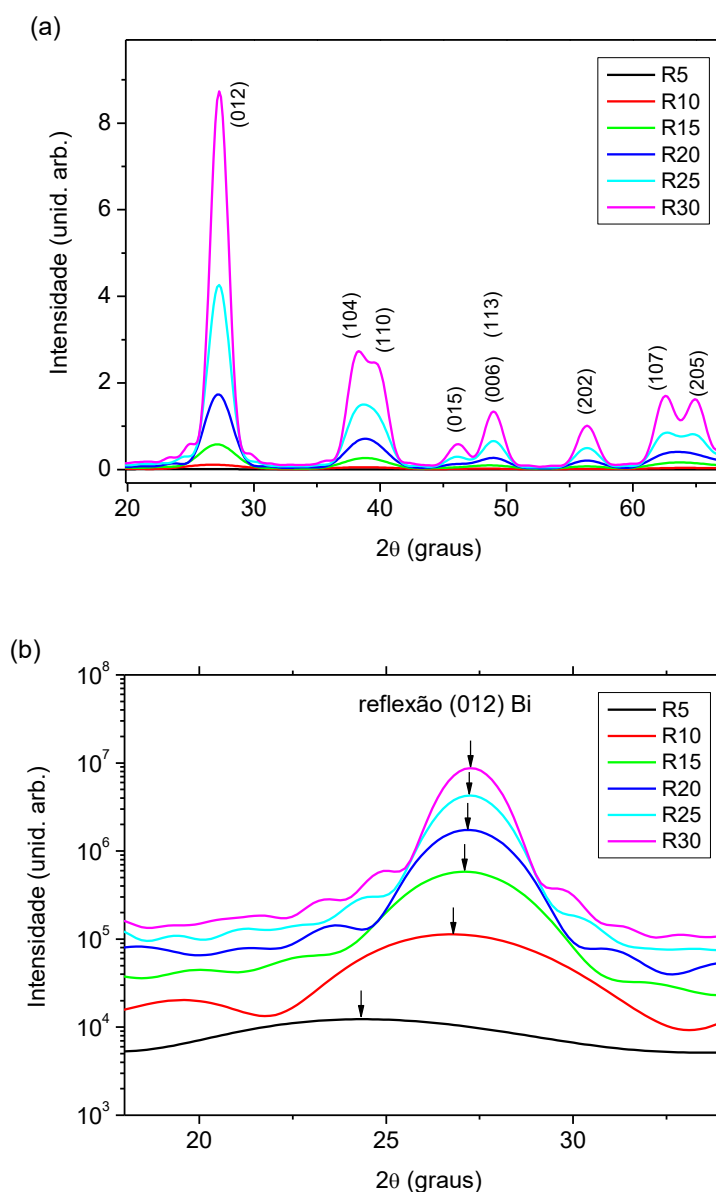 (a)
Intensidade (unid. arb.)
8
6
4
2
0
(012)
(104)
(110)
(015)
(006)
(113)
(202)
(107)
(205)
R5
R10
R15
R20
R25
R30
20 30 40 50 60
2θ (graus)
(b)
Intensidade (unid. arb.)
10⁸
10⁷
10⁶
10⁵
10⁴
10³
reflexão (012) Bi
R5
R10
R15
R20
R25
R30
20 25 30
2θ (graus)